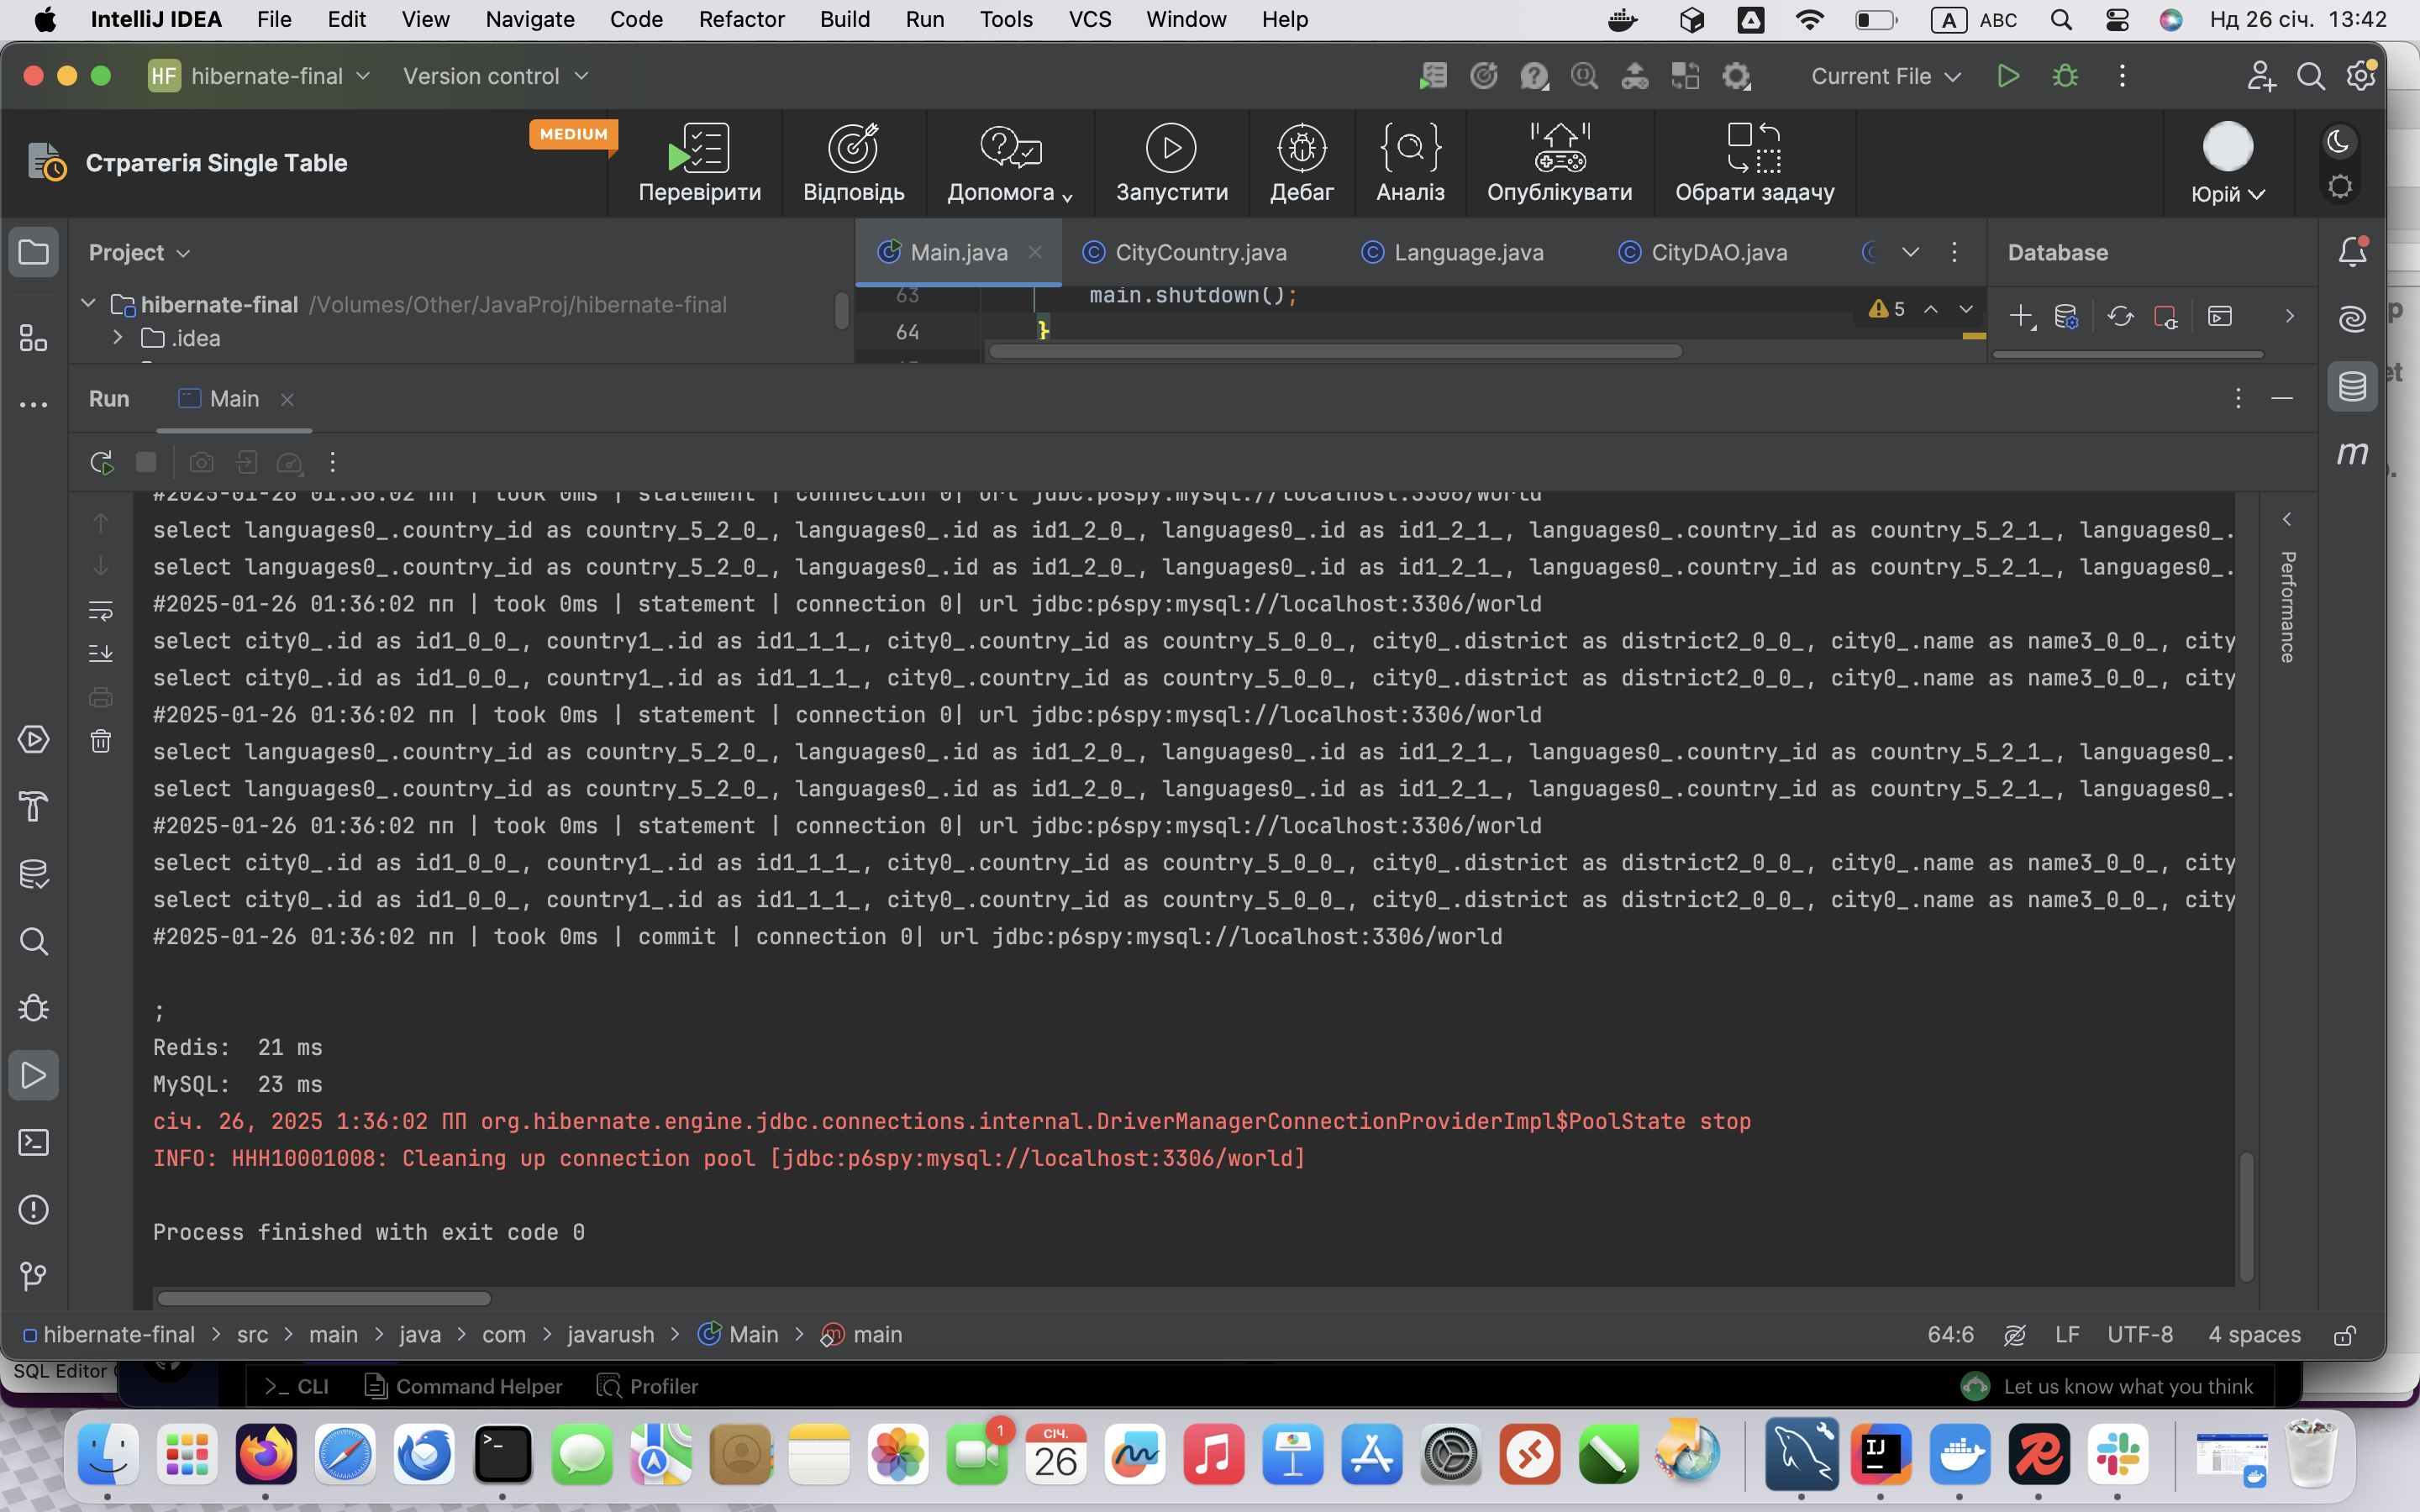 IntelliJ IDEA File Edit View Navigate Code Refactor Build Run Tools VCS Window Help A ABC Нд 26 січ. 13:42
HF hibernate-final Version control Current File
Стратегія Single Table MEDIUM Перевірити Відповідь Допомога Запустити Дебаг Аналіз Опублікувати Обрати задачу Юрій
Project Main.java CityCountry.java Language.java CityDAO.java Database
hibernate-final /Volumes/Other/JavaProj/hibernate-final 63 main.shutdown(); 5
.idea 64 }
Run Main
#2025-01-26 01:36:02 пп | took 0ms | statement | connection 0| url jdbc:p6spy:mysql://localhost:3306/world
select languages0_.country_id as country_5_2_0_, languages0_.id as id1_2_0_, languages0_.id as id1_2_1_, languages0_.country_id as country_5_2_1_, languages0_.
select languages0_.country_id as country_5_2_0_, languages0_.id as id1_2_0_, languages0_.id as id1_2_1_, languages0_.country_id as country_5_2_1_, languages0_.
#2025-01-26 01:36:02 пп | took 0ms | statement | connection 0| url jdbc:p6spy:mysql://localhost:3306/world
select city0_.id as id1_0_0_, country1_.id as id1_1_1_, city0_.country_id as country_5_0_0_, city0_.district as district2_0_0_, city0_.name as name3_0_0_, city
select city0_.id as id1_0_0_, country1_.id as id1_1_1_, city0_.country_id as country_5_0_0_, city0_.district as district2_0_0_, city0_.name as name3_0_0_, city
#2025-01-26 01:36:02 пп | took 0ms | statement | connection 0| url jdbc:p6spy:mysql://localhost:3306/world
select languages0_.country_id as country_5_2_0_, languages0_.id as id1_2_0_, languages0_.id as id1_2_1_, languages0_.country_id as country_5_2_1_, languages0_.
select languages0_.country_id as country_5_2_0_, languages0_.id as id1_2_0_, languages0_.id as id1_2_1_, languages0_.country_id as country_5_2_1_, languages0_.
#2025-01-26 01:36:02 пп | took 0ms | statement | connection 0| url jdbc:p6spy:mysql://localhost:3306/world
select city0_.id as id1_0_0_, country1_.id as id1_1_1_, city0_.country_id as country_5_0_0_, city0_.district as district2_0_0_, city0_.name as name3_0_0_, city
select city0_.id as id1_0_0_, country1_.id as id1_1_1_, city0_.country_id as country_5_0_0_, city0_.district as district2_0_0_, city0_.name as name3_0_0_, city
#2025-01-26 01:36:02 пп | took 0ms | commit | connection 0| url jdbc:p6spy:mysql://localhost:3306/world
;
Redis: 21 ms
MySQL: 23 ms
січ. 26, 2025 1:36:02 ПП org.hibernate.engine.jdbc.connections.internal.DriverManagerConnectionProviderImpl$PoolState stop
INFO: HHH10001008: Cleaning up connection pool [jdbc:p6spy:mysql://localhost:3306/world]
Process finished with exit code 0
Performance
hibernate-final > src > main > java > com > javarush > Main > main 64:6 LF UTF-8 4 spaces
SQL Editor
>_ CLI Command Helper Profiler Let us know what you think
1 СІЧ. 26 IJ